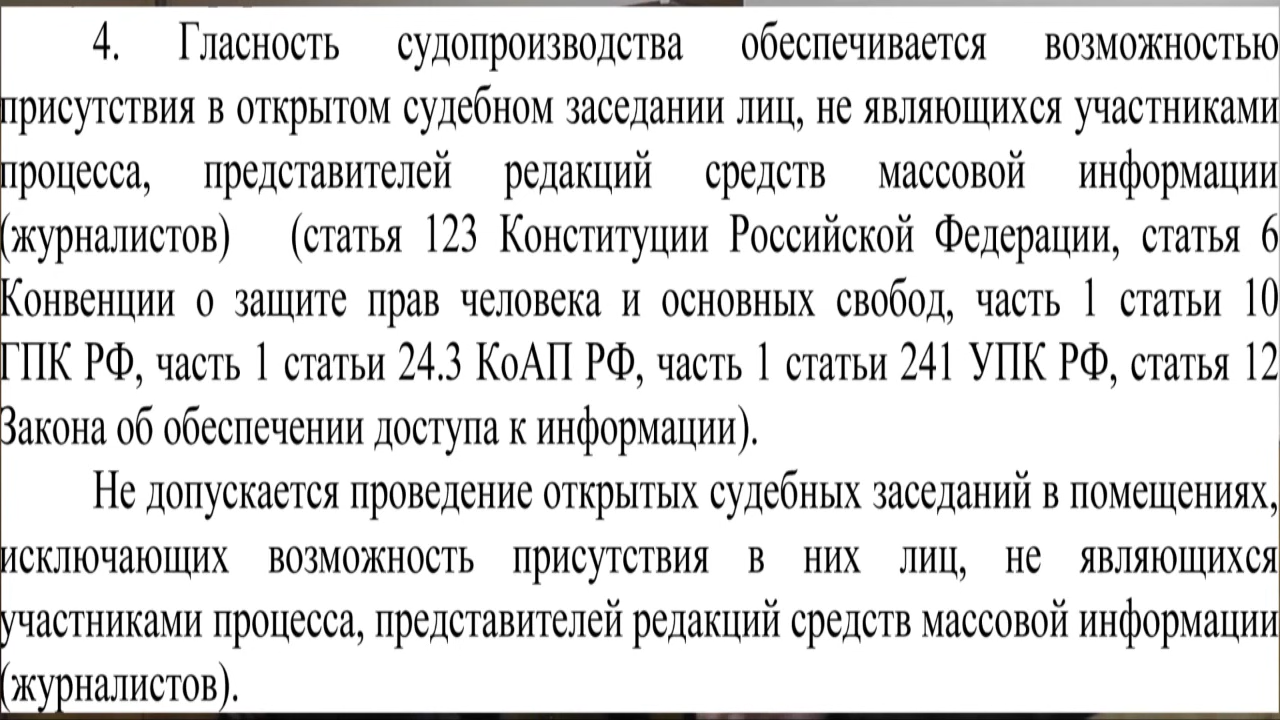 4. Гласность судопроизводства обеспечивается возможностью
присутствия в открытом судебном заседании лиц, не являющихся участниками
процесса, представителей редакций средств массовой информации
(журналистов) (статья 123 Конституции Российской Федерации, статья 6
Конвенции о защите прав человека и основных свобод, часть 1 статьи 10
ГПК РФ, часть 1 статьи 24.3 КоАП РФ, часть 1 статьи 241 УПК РФ, статья 12
Закона об обеспечении доступа к информации).
Не допускается проведение открытых судебных заседаний в помещениях,
исключающих возможность присутствия в них лиц, не являющихся
участниками процесса, представителей редакций средств массовой информации
(журналистов).